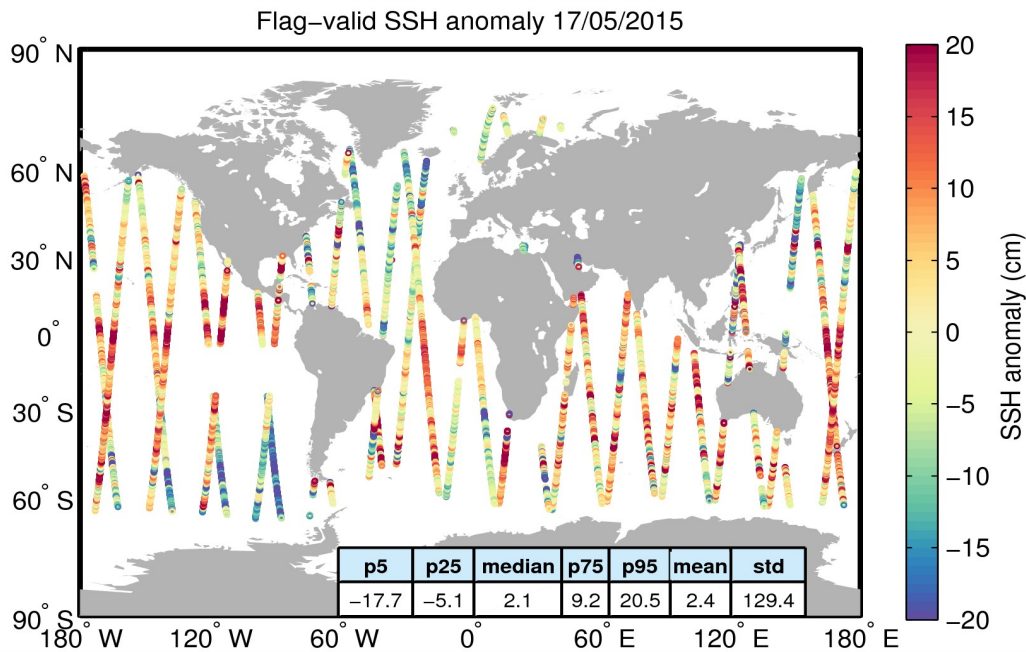 Flag−valid SSH anomaly 17/05/2015
90° N
60° N
30° N
0°
30° S
60° S
90° S
180° W
120° W
60° W
0°
60° E
120° E
180° E
p5 p25 median p75 p95 mean std
−17.7 −5.1 2.1 9.2 20.5 2.4 129.4
20
15
10
5
0
−5
−10
−15
−20
SSH anomaly (cm)